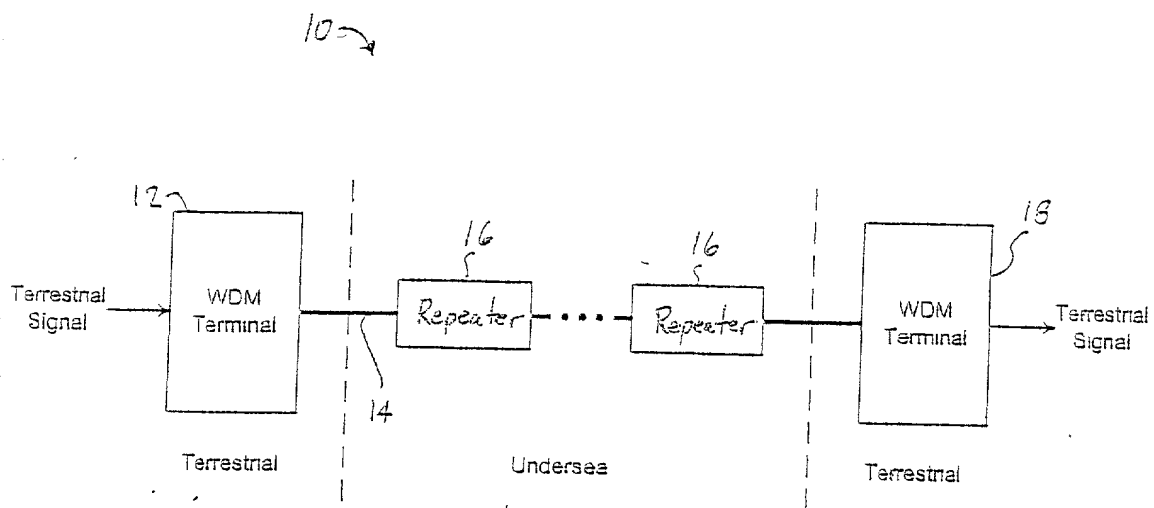 10
12
16
16
18
Terrestrial
Signal
WDM
Terminal
Repeater
Repeater
WDM
Terminal
Terrestrial
Signal
14
Terrestrial
Undersea
Terrestrial